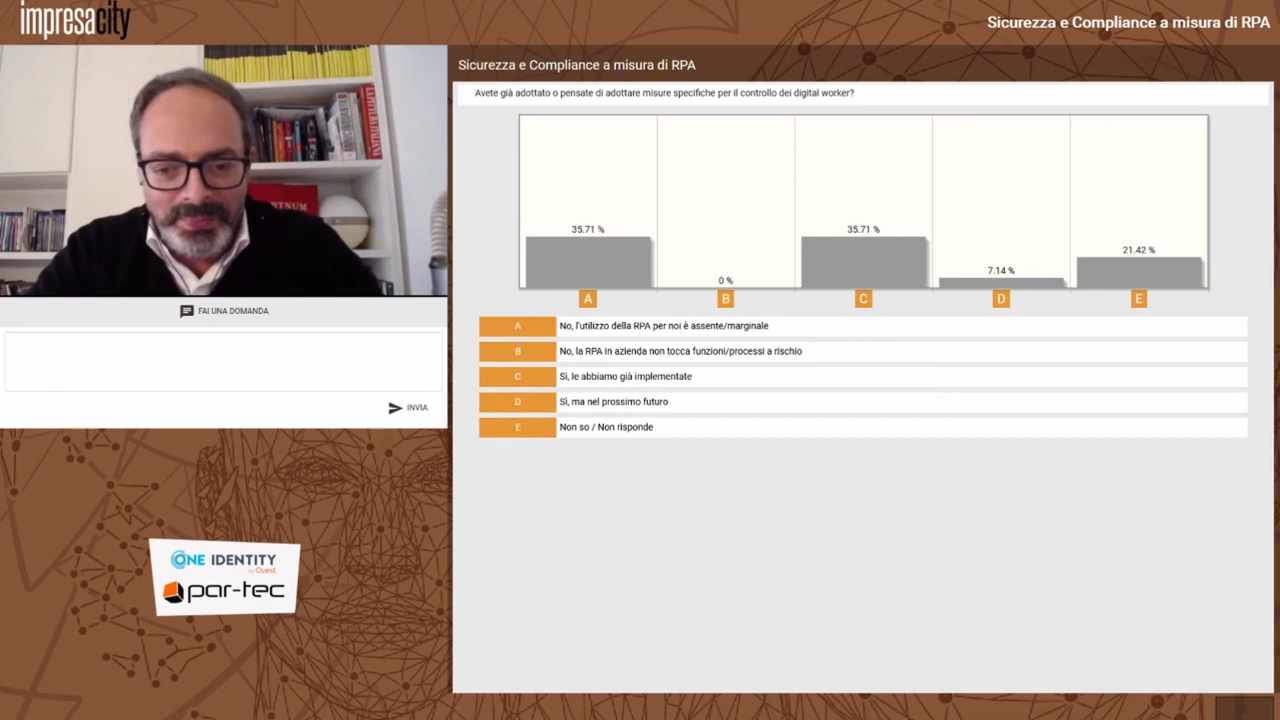 impresacity
Sicurezza e Compliance a misura di RPA
Sicurezza e Compliance a misura di RPA
Avete già adottato o pensate di adottare misure specifiche per il controllo dei digital worker?
35.71 %
0 %
35.71 %
7.14 %
21.42 %
A B C D E
A No, l'utilizzo della RPA per noi è assente/marginale
B No, la RPA in azienda non tocca funzioni/processi a rischio
C Sì, le abbiamo già implementate
D Sì, ma nel prossimo futuro
E Non so / Non risponde
FAI UNA DOMANDA
INVIA
ONE IDENTITY
by Quest
par-tec